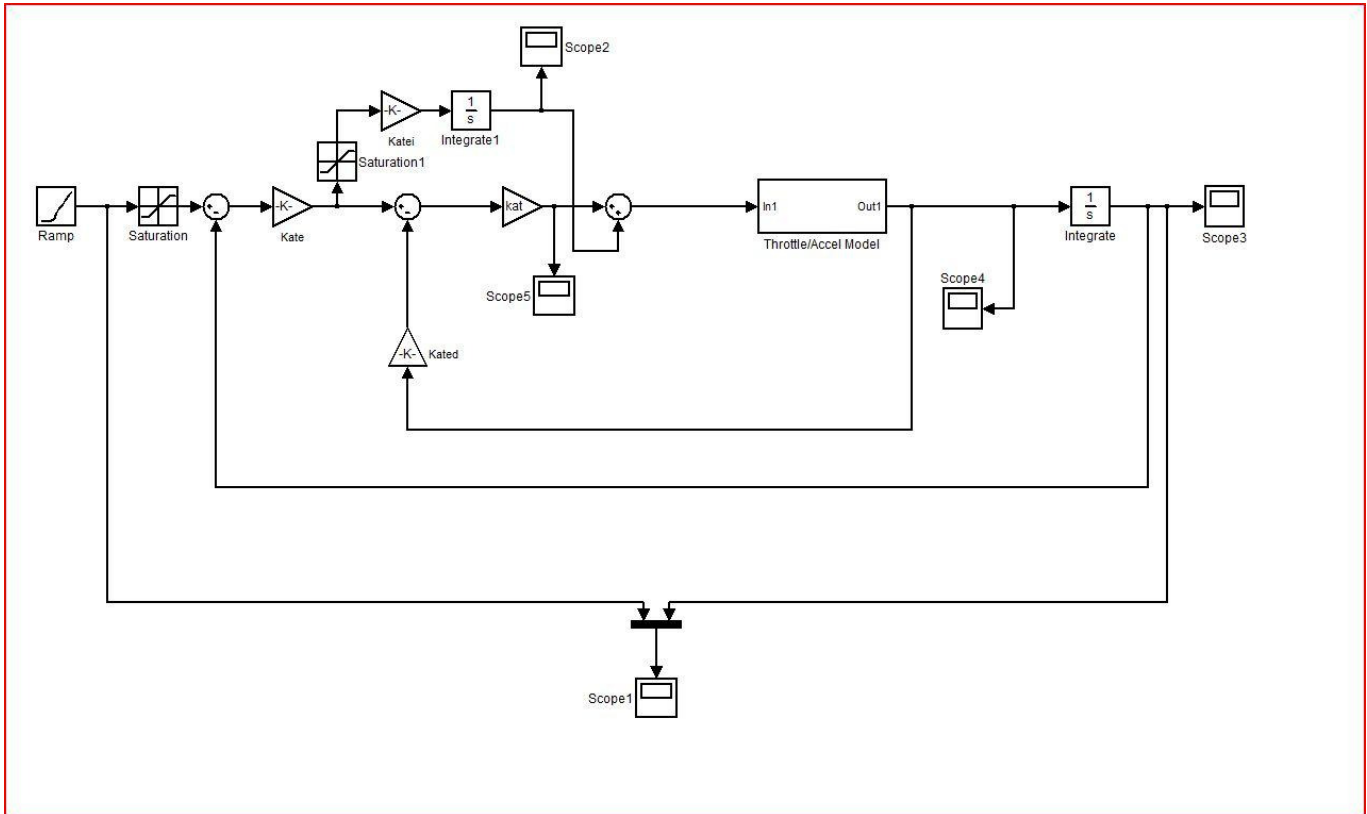 Scope2
-K-
1
s
Katei
Integrate1
Saturation1
Ramp
Saturation
+
-
-K-
Kate
+
-
kat
+
+
In1
Out1
Throttle/Accel Model
1
s
Integrate
Scope3
Scope5
Scope4
-K-
Kated
Scope1